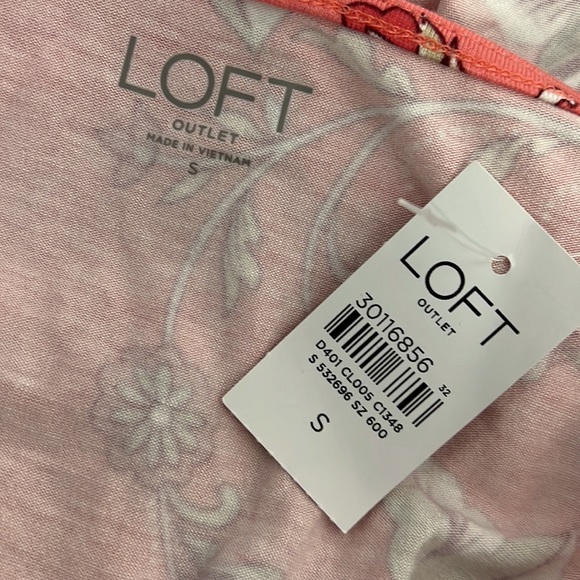 LOFT
OUTLET
MADE IN VIETNAM
S
LOFT
OUTLET
30116856
32
D401 CL005 C1348
S 532696 SZ 600
S